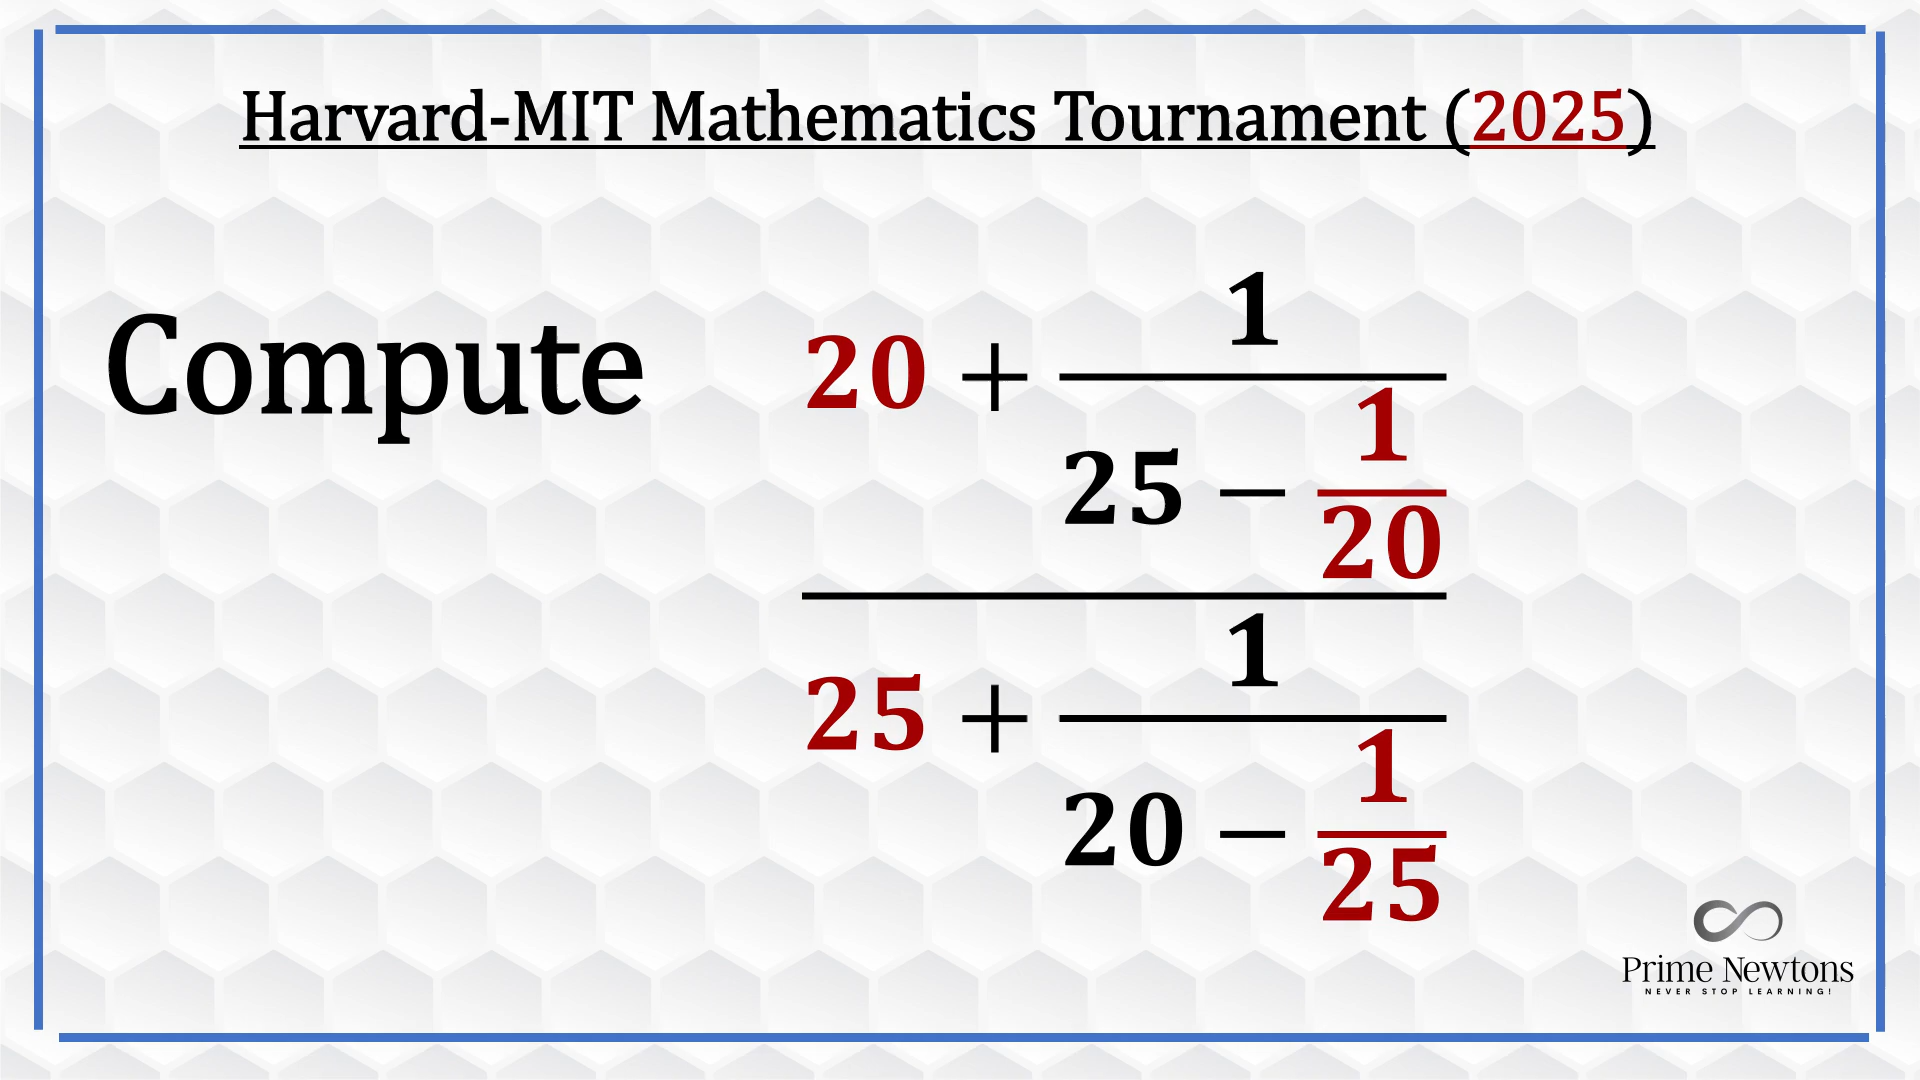 Harvard-MIT Mathematics Tournament (2025)
Compute
20 + 1
25 − 1
20
25 + 1
20 − 1
25
Prime Newtons
NEVER STOP LEARNING!